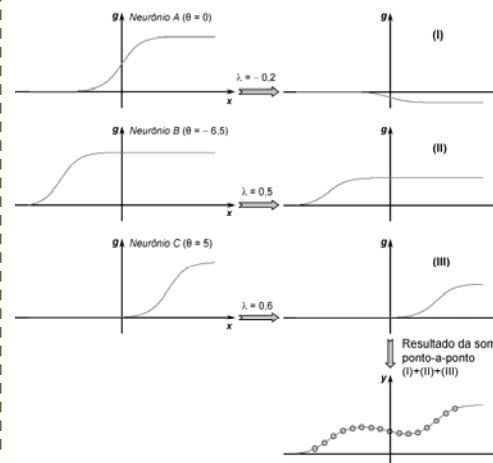 g Neurônio A (θ = 0)
λ = – 0,2
x
g
(I)
g Neurônio B (θ = – 6,5)
λ = 0,5
x
g
(II)
g Neurônio C (θ = 5)
λ = 0,6
x
g
(III)
Resultado da som
ponto-a-ponto
(I)+(II)+(III)
y